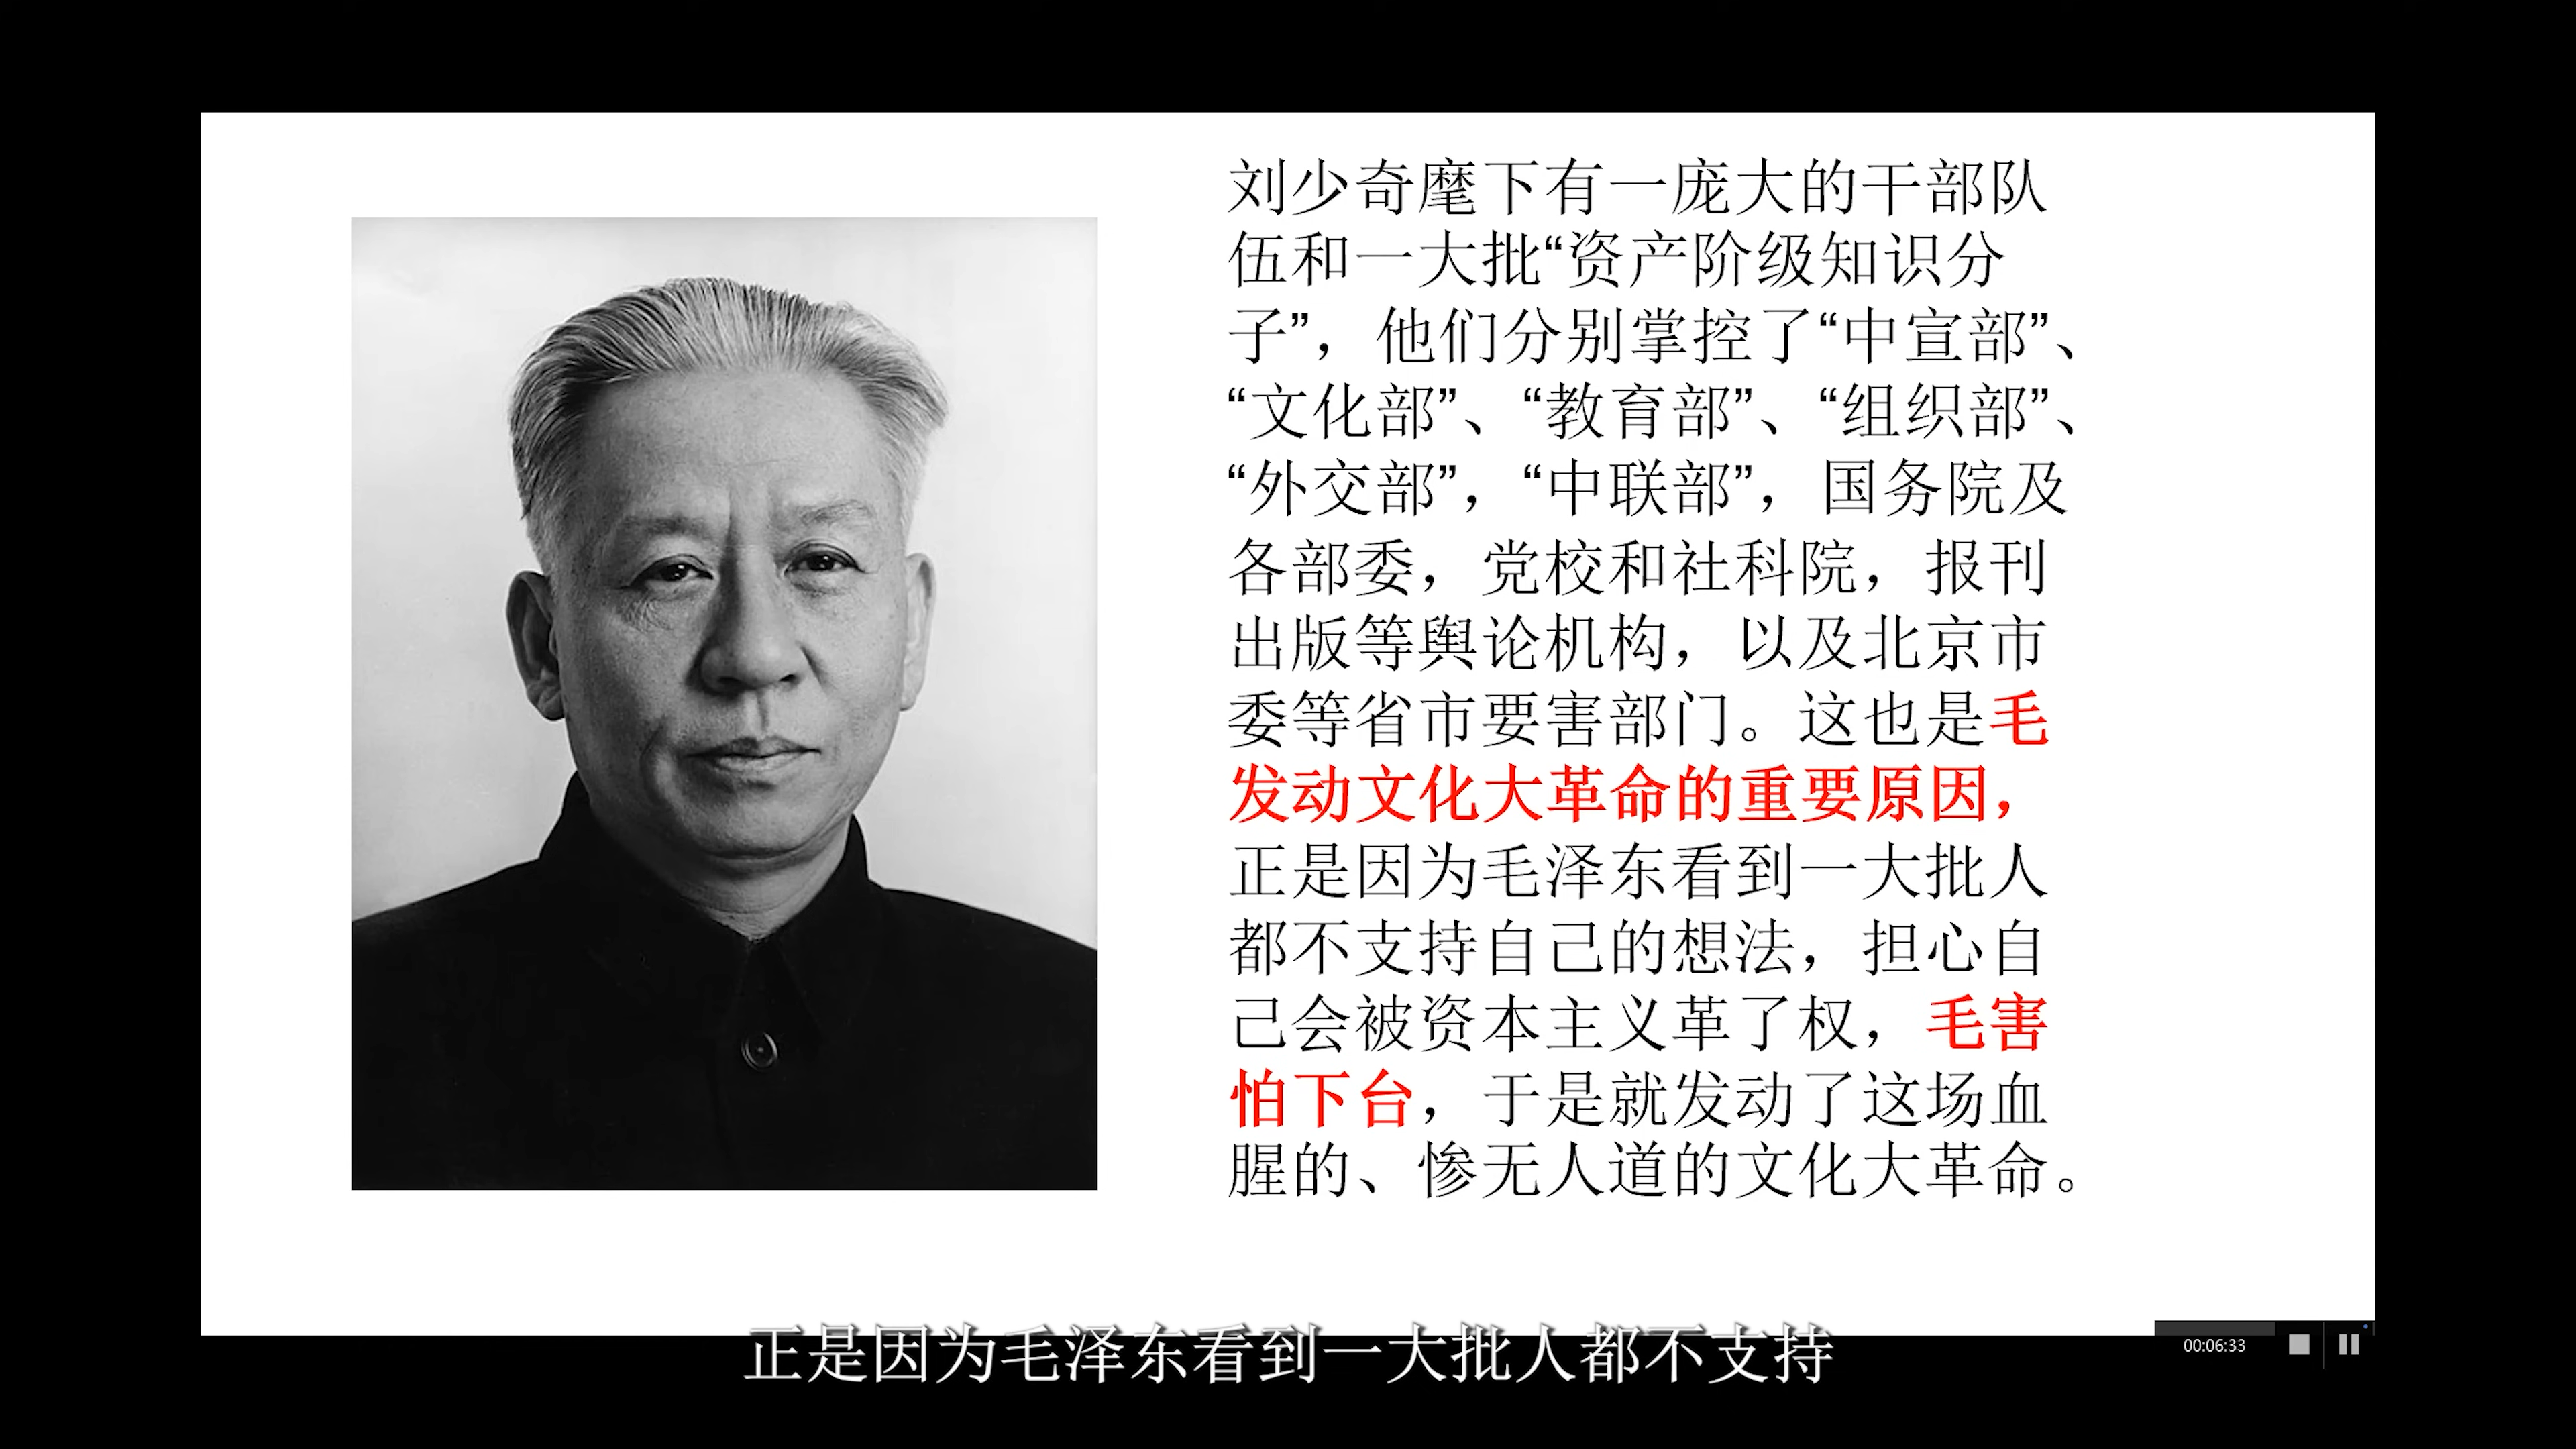 刘少奇麾下有一庞大的干部队
伍和一大批“资产阶级知识分
子”，他们分别掌控了“中宣部”、
“文化部”、“教育部”、“组织部”、
“外交部”，“中联部”，国务院及
各部委，党校和社科院，报刊
出版等舆论机构，以及北京市
委等省市要害部门。这也是毛
发动文化大革命的重要原因，
正是因为毛泽东看到一大批人
都不支持自己的想法，担心自
己会被资本主义革了权，毛害
怕下台，于是就发动了这场血
腥的、惨无人道的文化大革命。
正是因为毛泽东看到一大批人都不支持
00:06:33